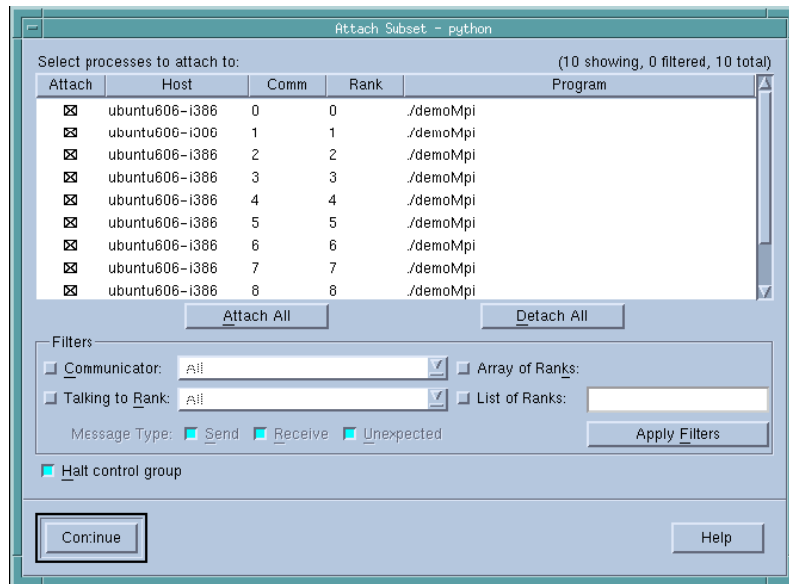 Attach Subset - python
Select processes to attach to: (10 showing, 0 filtered, 10 total)
Attach Host Comm Rank Program
ubuntu606-i386 0 0 ./demoMpi
ubuntu606-i386 1 1 ./demoMpi
ubuntu606-i386 2 2 ./demoMpi
ubuntu606-i386 3 3 ./demoMpi
ubuntu606-i386 4 4 ./demoMpi
ubuntu606-i386 5 5 ./demoMpi
ubuntu606-i386 6 6 ./demoMpi
ubuntu606-i386 7 7 ./demoMpi
ubuntu606-i386 8 8 ./demoMpi
Attach All Detach All
Filters
Communicator: All Array of Ranks:
Talking to Rank: All List of Ranks:
Message Type: Send Receive Unexpected Apply Filters
Halt control group
Continue Help